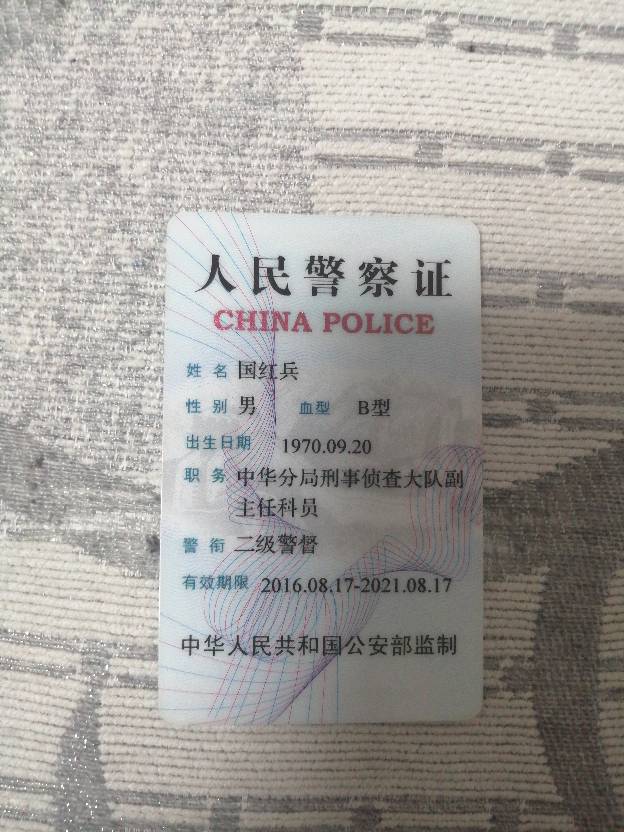 人民警察证
CHINA POLICE
姓名 国红兵
性别 男 血型 B型
出生日期 1970.09.20
职务 中华分局刑事侦查大队副
主任科员
警衔 二级警督
有效期限 2016.08.17-2021.08.17
中华人民共和国公安部监制